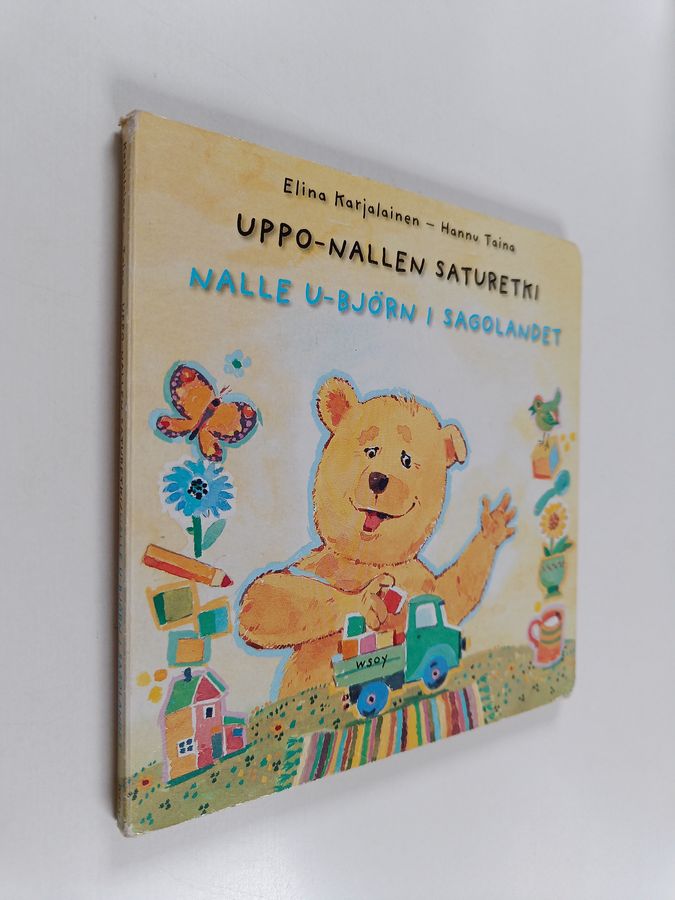 Elina Karjalainen – Hannu Taina
UPPO-NALLEN SATURETKI
NALLE U-BJÖRN I SAGOLANDET
WSOY